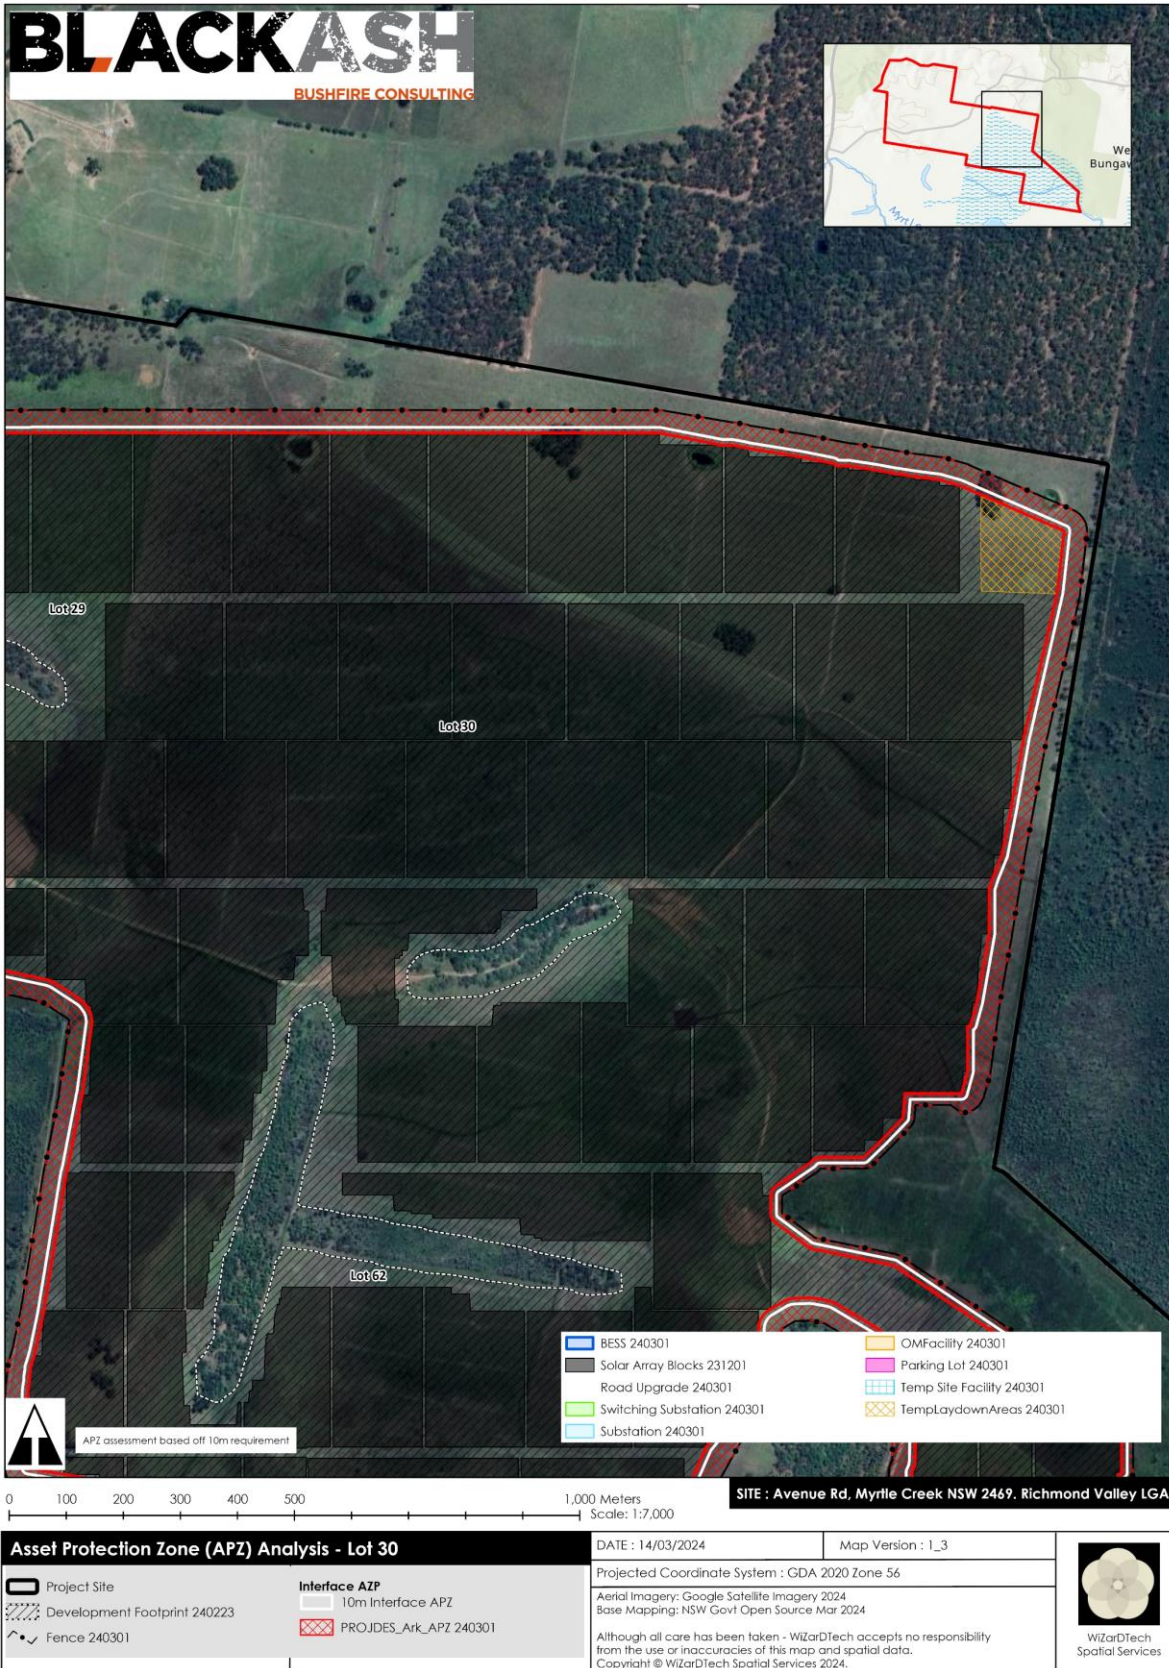 BLACKASH
BUSHFIRE CONSULTING
We
Bungaw
Myrtle
Lot 29
Lot 30
Lot 62
BESS 240301
Solar Array Blocks 231201
Road Upgrade 240301
Switching Substation 240301
Substation 240301
OMFacility 240301
Parking Lot 240301
Temp Site Facility 240301
TempLaydownAreas 240301
APZ assessment based off 10m requirement
0 100 200 300 400 500 1,000 Meters
Scale: 1:7,000
SITE : Avenue Rd, Myrtle Creek NSW 2469. Richmond Valley LGA
Asset Protection Zone (APZ) Analysis - Lot 30
Project Site
Development Footprint 240223
Fence 240301
Interface AZP
10m Interface APZ
PROJDES_Ark_APZ 240301
DATE : 14/03/2024
Map Version : 1_3
Projected Coordinate System : GDA 2020 Zone 56
Aerial Imagery: Google Satellite Imagery 2024
Base Mapping: NSW Govt Open Source Mar 2024
Although all care has been taken - WiZarDTech accepts no responsibility
from the use or inaccuracies of this map and spatial data.
Copyright © WiZarDTech Spatial Services 2024.
WiZarDTech
Spatial Services